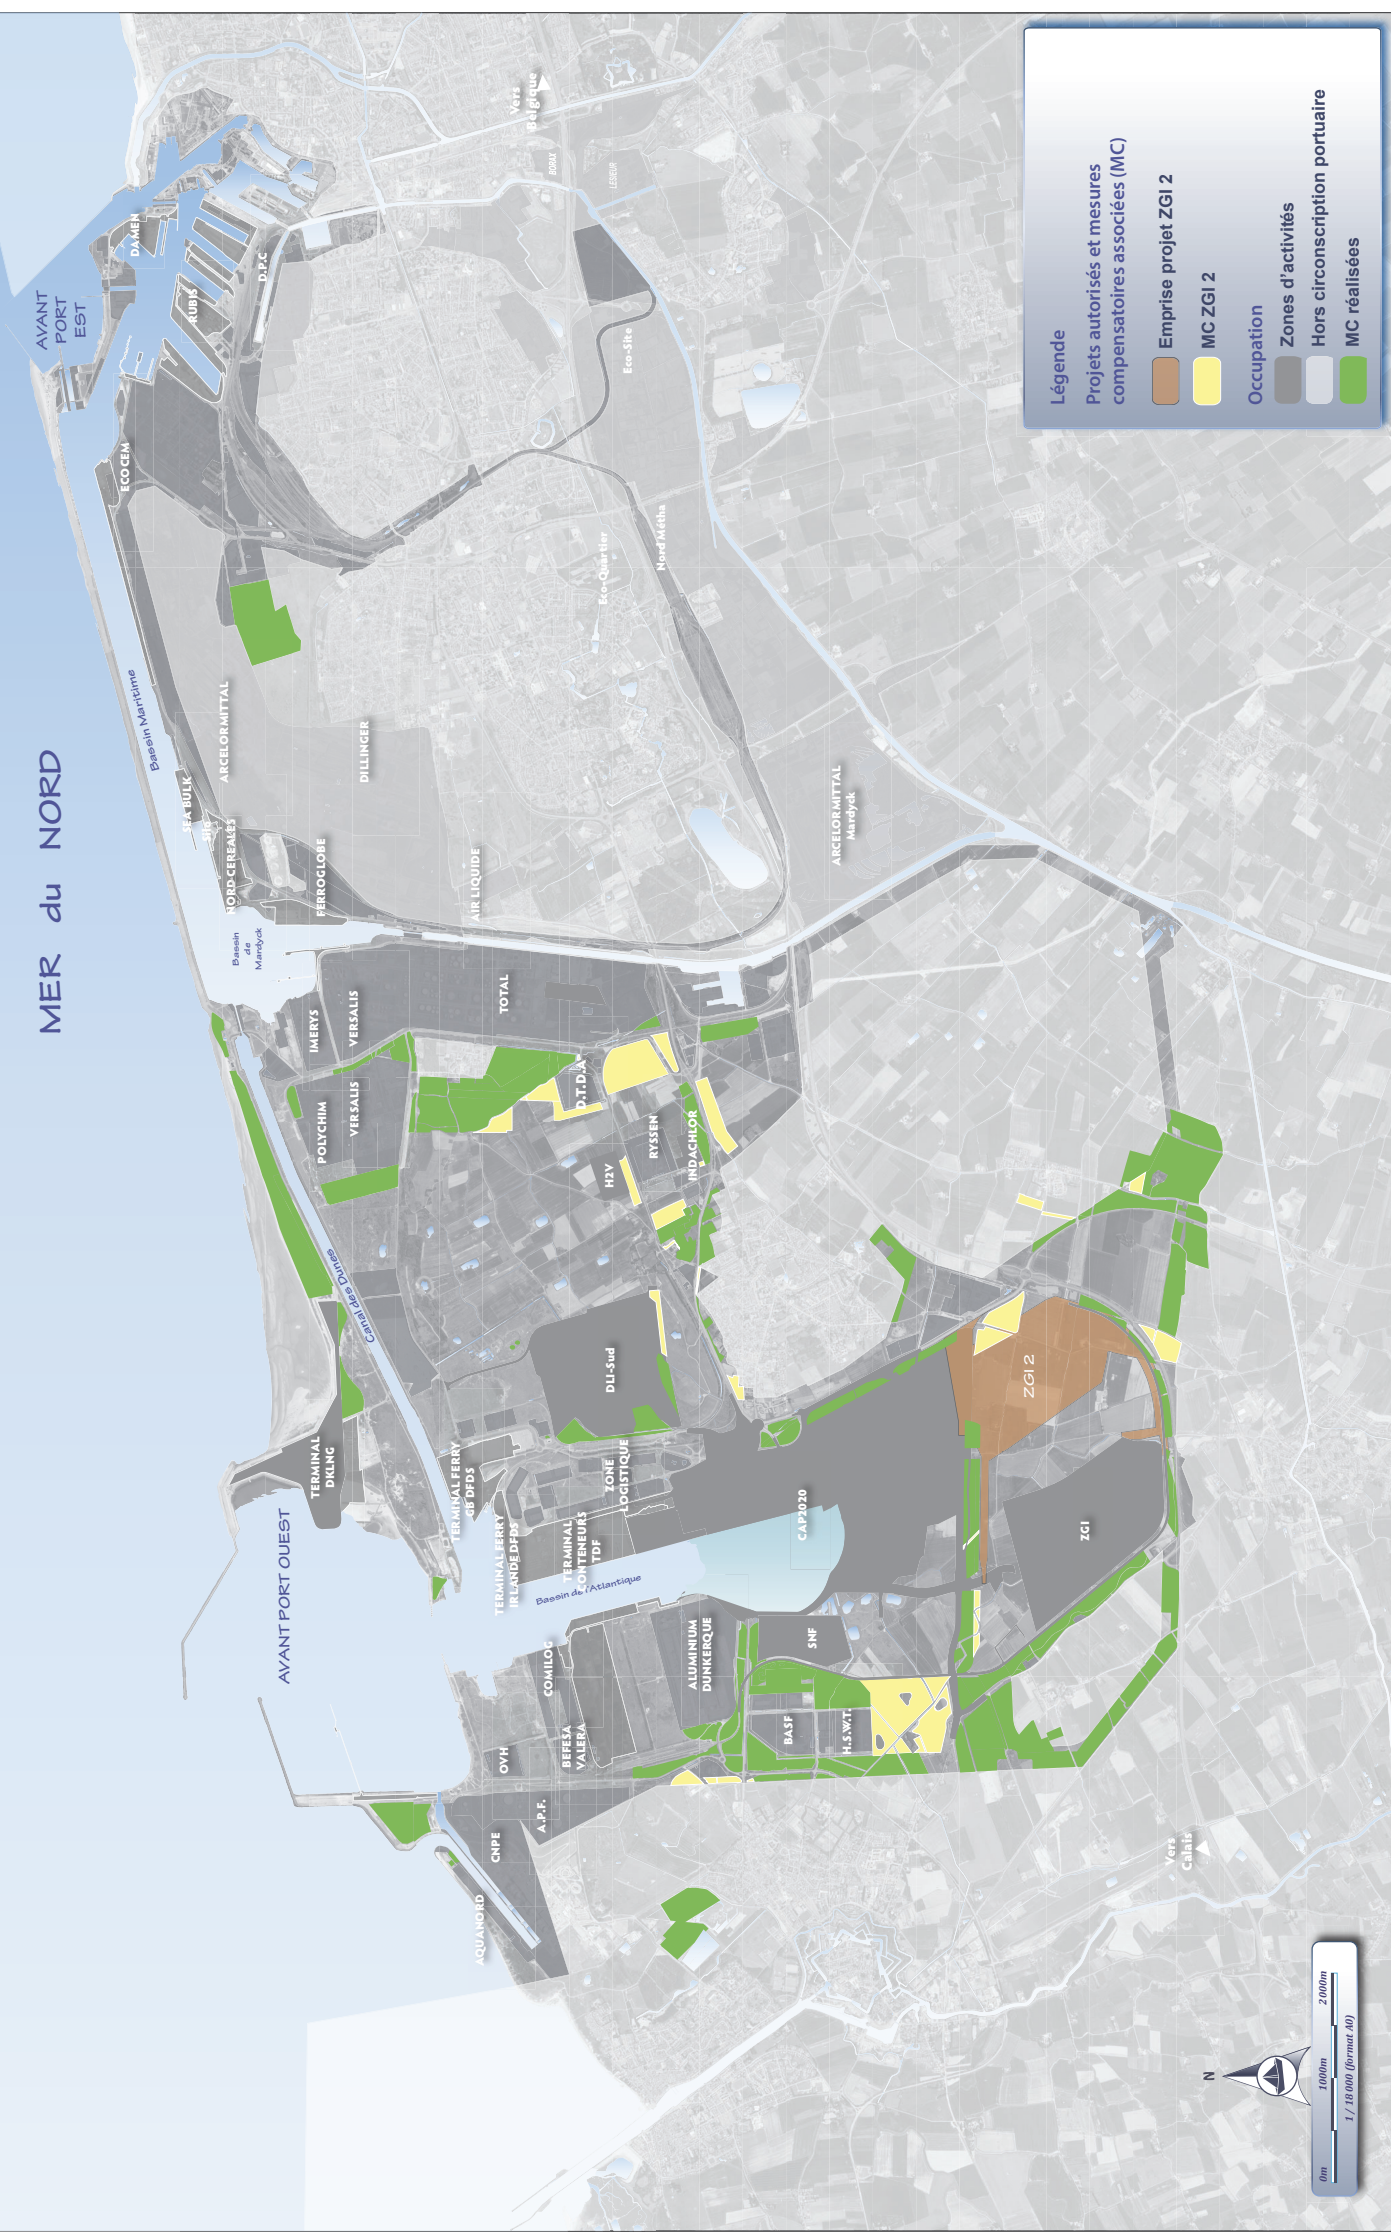 MER du NORD
AVANT
PORT
EST
AVANT PORT OUEST
Bassin Maritime
Bassin
de
Mardyck
Canal des Dunes
Bassin de l'Atlantique
DAMEN
RUBIS
D.P.C
ECOCEM
Vers
Belgique
BORAX
LESIEUR
Eco-Site
Nord Métha
Eco-Quartier
ARCELORMITTAL
DILLINGER
SEA BULK
Silo
NORD CEREALES
FERROGLOBE
AIR LIQUIDE
ARCELORMITTAL
Mardyck
IMERYS
VERSALIS
TOTAL
POLYCHIM
VERSALIS
D.T.D.A
RYSSEN
H2V
INDACHLOR
DLI-Sud
TERMINAL
DKLNG
TERMINAL FERRY
GB DFDS
TERMINAL FERRY
IRLANDE DFDS
ZONE
LOGISTIQUE
TERMINAL
CONTENEURS
TDF
CAP2020
ZGI 2
ZGI
COMILOG
ALUMINIUM
DUNKERQUE
SNF
OVH
BEFESA
VALERA
BASF
H.S.W.T.
A.P.F.
CNPE
AQUANORD
Vers
Calais
Légende
Projets autorisés et mesures
compensatoires associées (MC)
Emprise projet ZGI 2
MC ZGI 2
Occupation
Zones d'activités
Hors circonscription portuaire
MC réalisées
N
0m 1000m 2000m
1 / 18 000 (format A0)